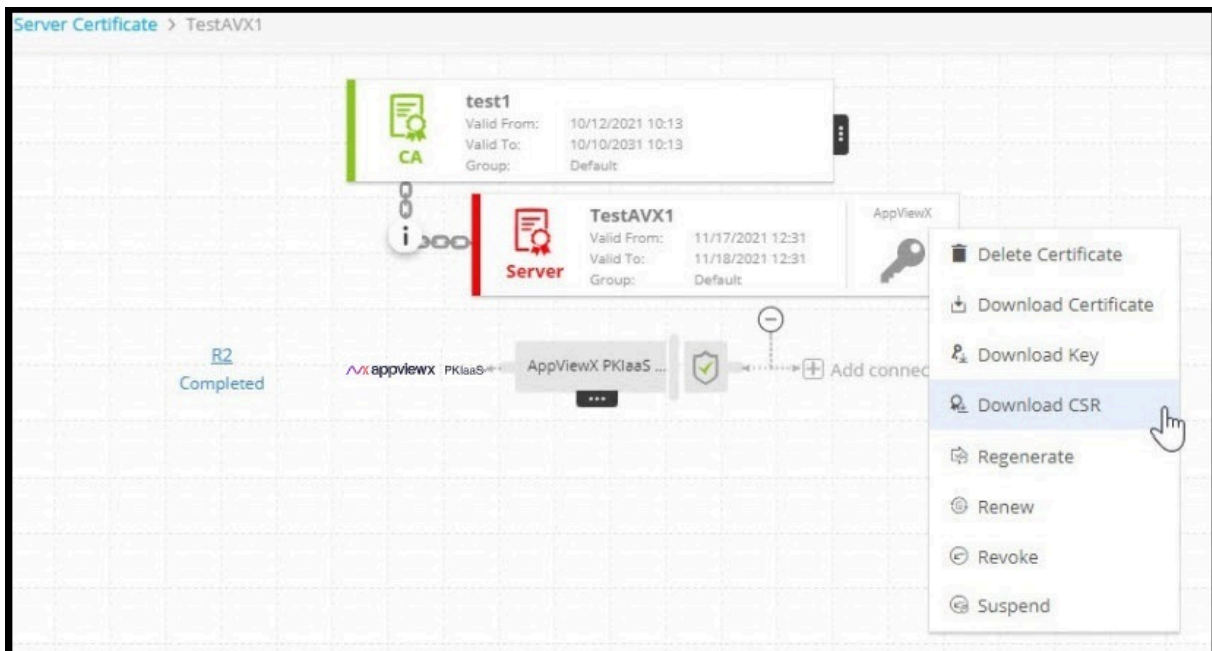 Server Certificate > TestAVX1
test1
Valid From: 10/12/2021 10:13
Valid To: 10/10/2031 10:13
Group: Default
CA
i
TestAVX1
Valid From: 11/17/2021 12:31
Valid To: 11/18/2021 12:31
Group: Default
Server
AppViewX
Delete Certificate
Download Certificate
Download Key
Download CSR
Regenerate
Renew
Revoke
Suspend
R2
Completed
appviewx PKIaaS
AppViewX PKIaaS ...
Add connec